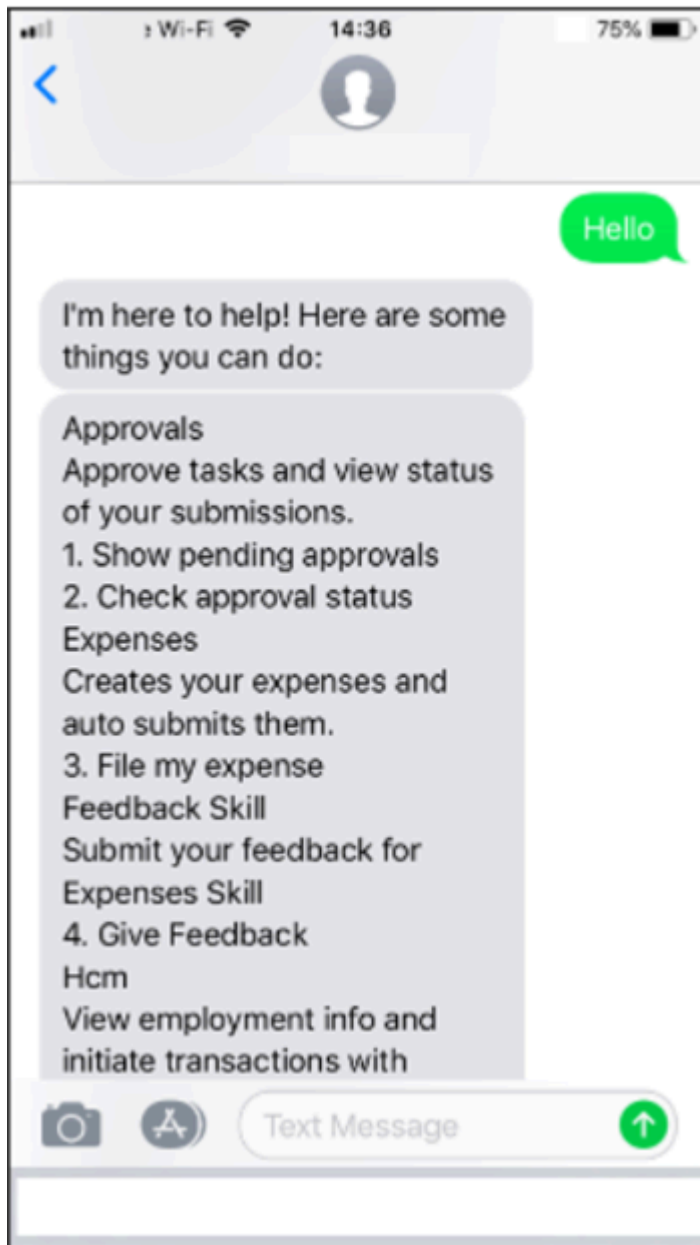 Wi-Fi 14:36 75%
Hello
I'm here to help! Here are some
things you can do:
Approvals
Approve tasks and view status
of your submissions.
1. Show pending approvals
2. Check approval status
Expenses
Creates your expenses and
auto submits them.
3. File my expense
Feedback Skill
Submit your feedback for
Expenses Skill
4. Give Feedback
Hcm
View employment info and
initiate transactions with
Text Message